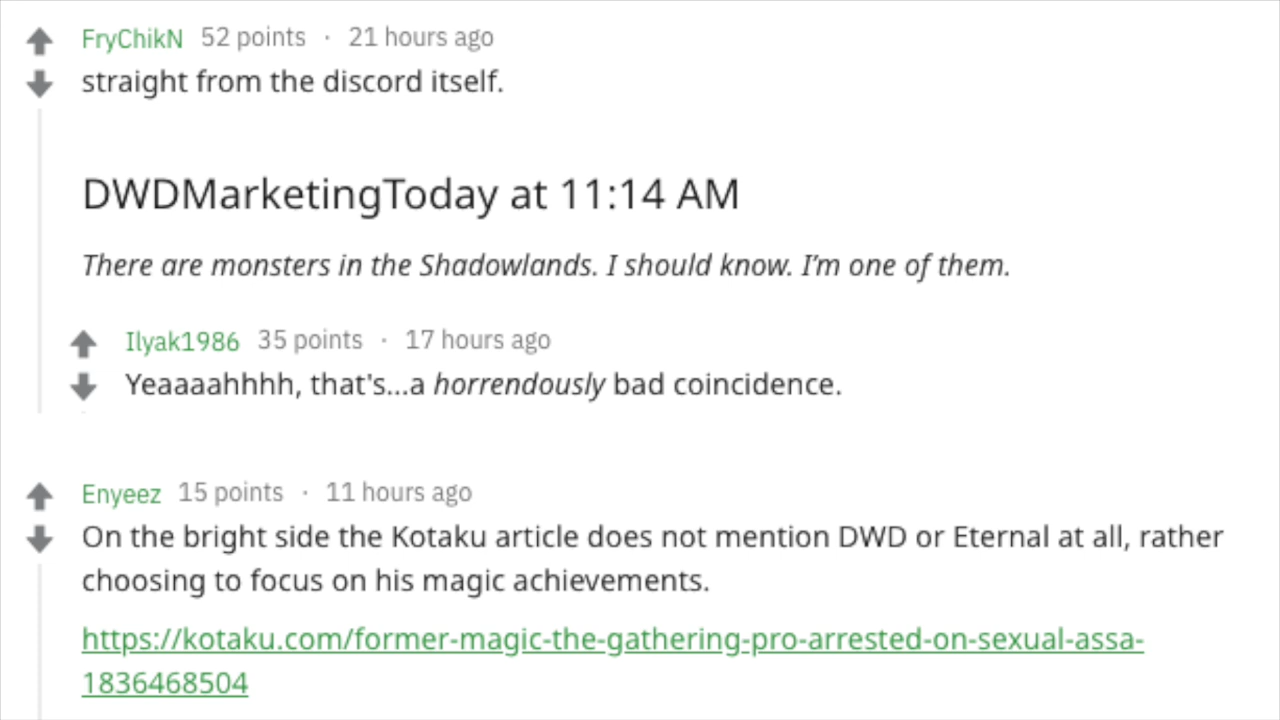 FryChikN 52 points · 21 hours ago
straight from the discord itself.
DWDMarketingToday at 11:14 AM
There are monsters in the Shadowlands. I should know. I'm one of them.
Ilyak1986 35 points · 17 hours ago
Yeaaaahhhh, that's...a horrendously bad coincidence.
Enyeez 15 points · 11 hours ago
On the bright side the Kotaku article does not mention DWD or Eternal at all, rather
choosing to focus on his magic achievements.
https://kotaku.com/former-magic-the-gathering-pro-arrested-on-sexual-assa-
1836468504